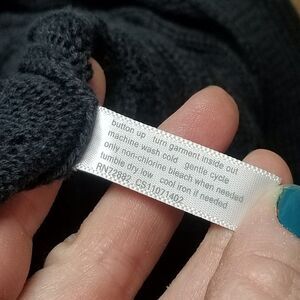 button up turn garment inside out
machine wash cold gentle cycle
only non-chlorine bleach when needed
tumble dry low cool iron if needed
RN72882 CS11071402